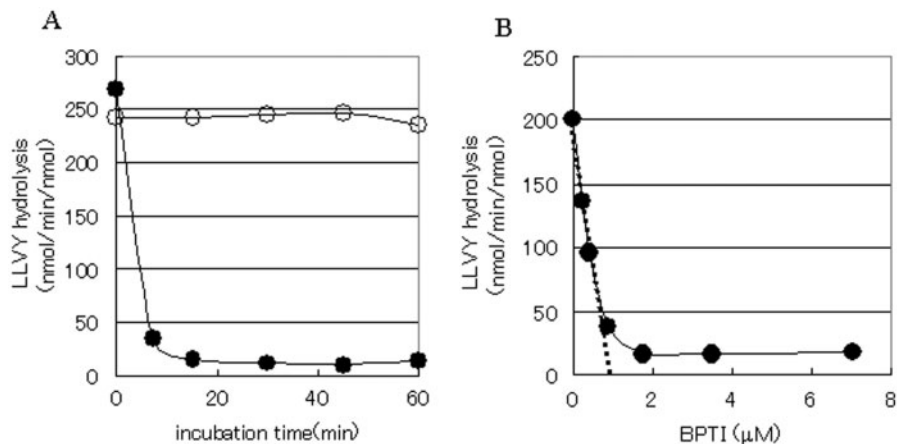 A
300
250
200
150
100
50
0
LLVY hydrolysis
(nmol/min/nmol)
0 20 40 60
incubation time(min)
B
250
200
150
100
50
0
LLVY hydrolysis
(nmol/min/nmol)
0 2 4 6 8
BPTI (μM)